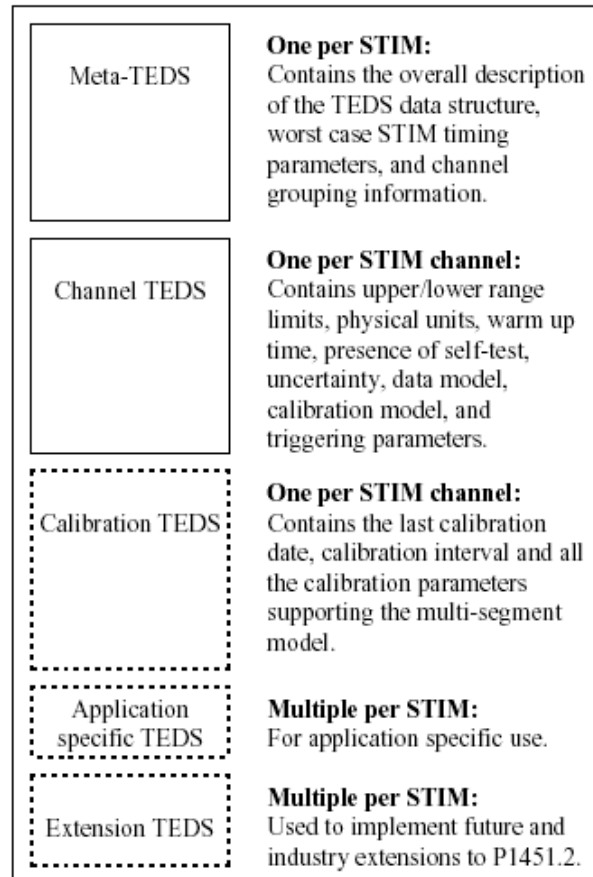 Meta-TEDS
One per STIM:
Contains the overall description
of the TEDS data structure,
worst case STIM timing
parameters, and channel
grouping information.
Channel TEDS
One per STIM channel:
Contains upper/lower range
limits, physical units, warm up
time, presence of self-test,
uncertainty, data model,
calibration model, and
triggering parameters.
Calibration TEDS
One per STIM channel:
Contains the last calibration
date, calibration interval and all
the calibration parameters
supporting the multi-segment
model.
Application
specific TEDS
Multiple per STIM:
For application specific use.
Extension TEDS
Multiple per STIM:
Used to implement future and
industry extensions to P1451.2.